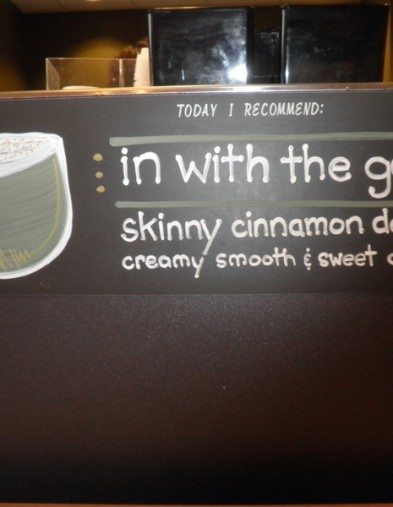 TODAY I RECOMMEND:
in with the g
skinny cinnamon d
creamy smooth & sweet